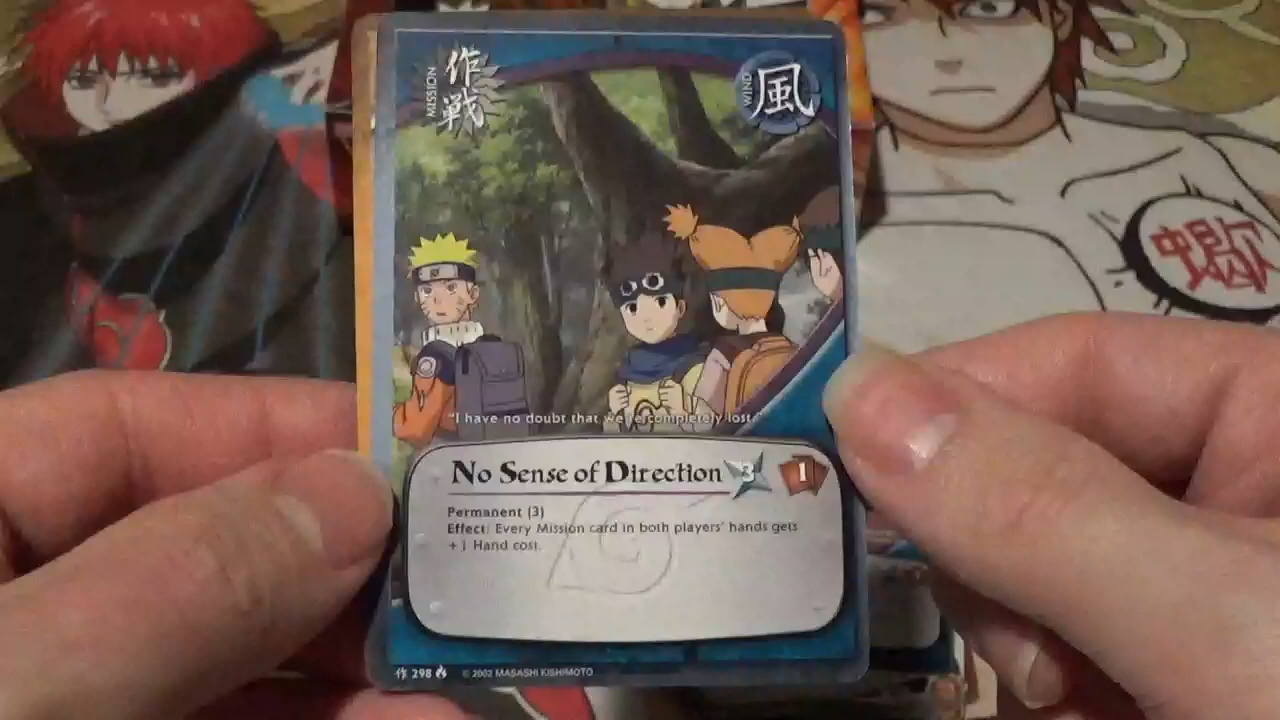 作戦
MISSION
風
WIND
蠍
"I have no doubt that we're completely lost."
No Sense of Direction 3 1
Permanent (3)
Effect: Every Mission card in both players' hands gets
+1 Hand cost.
作 298 © 2002 MASASHI KISHIMOTO